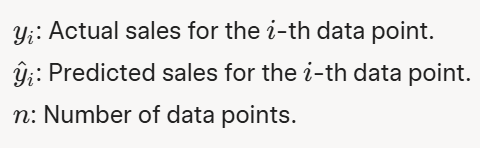 yᵢ: Actual sales for the i-th data point.
ŷᵢ: Predicted sales for the i-th data point.
n: Number of data points.